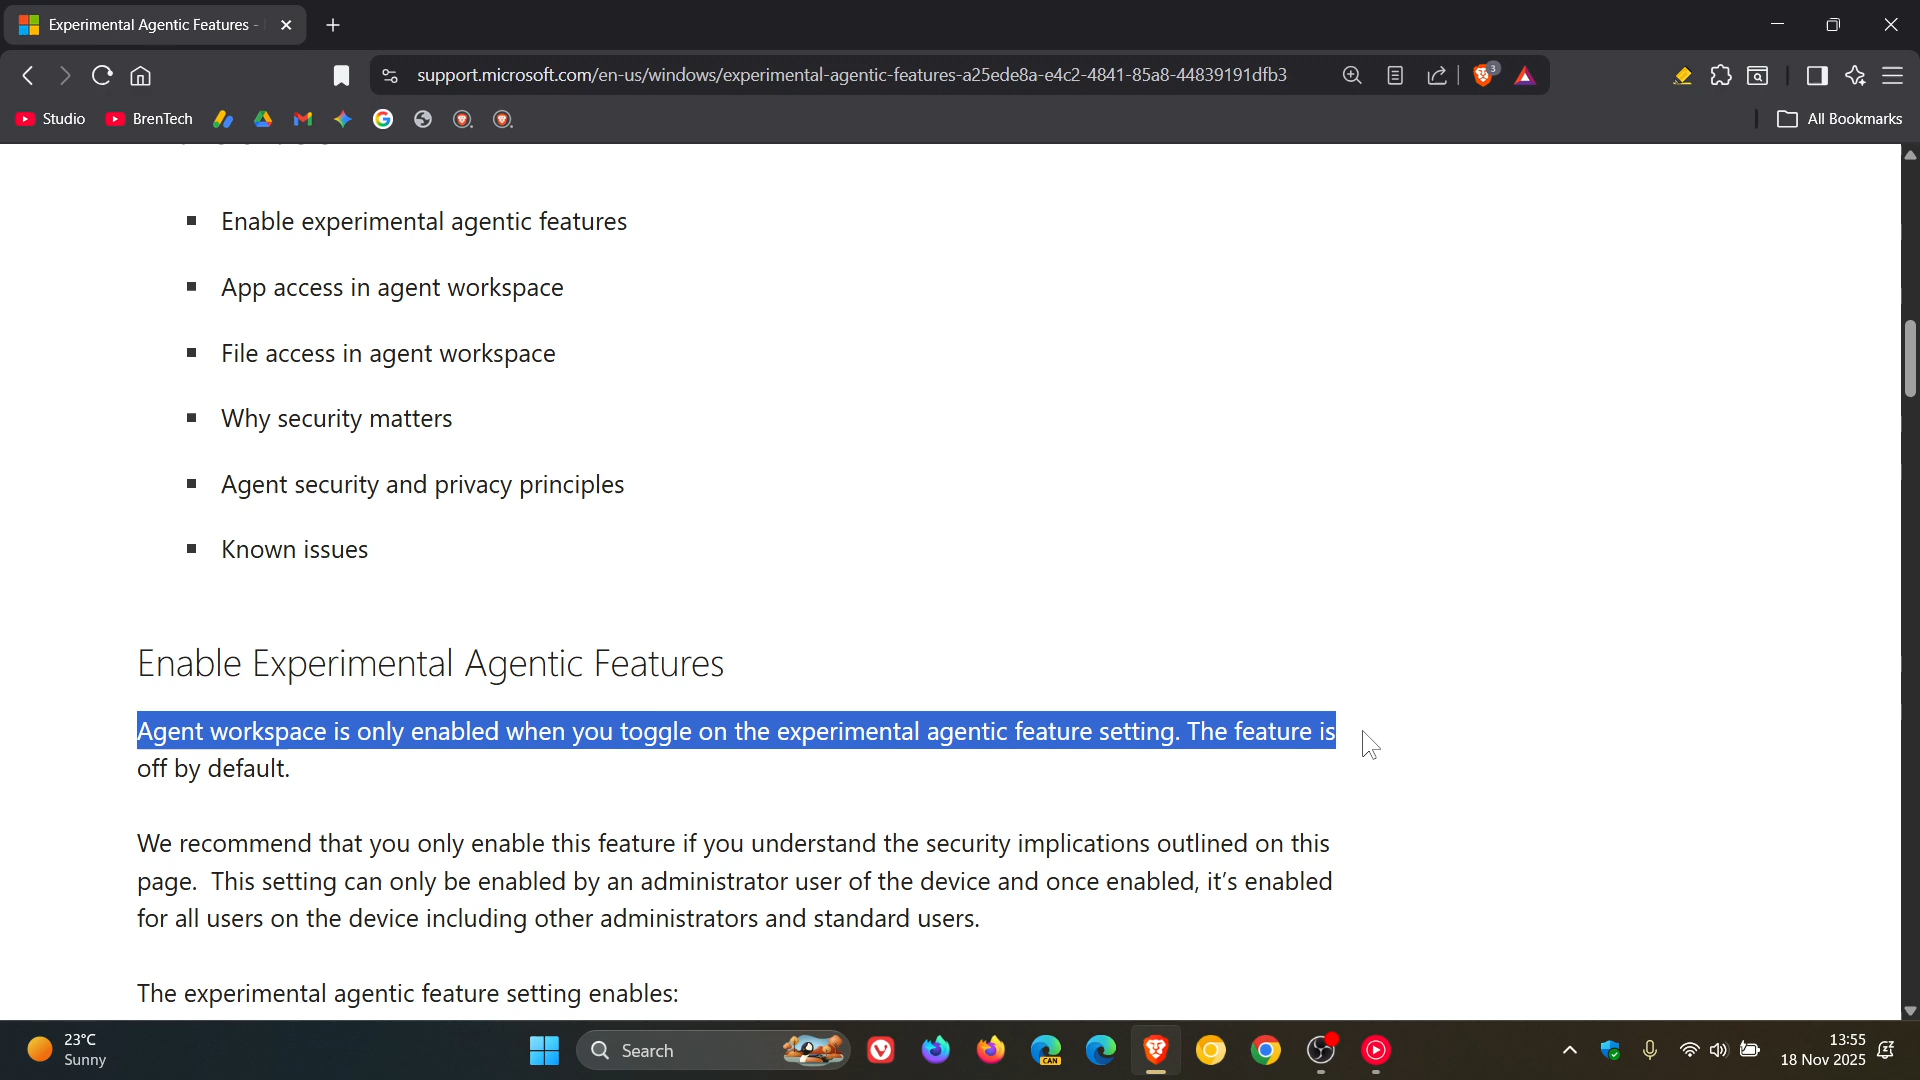 Experimental Agentic Features -
support.microsoft.com/en-us/windows/experimental-agentic-features-a25ede8a-e4c2-4841-85a8-44839191dfb3
3
Studio
BrenTech
All Bookmarks
Enable experimental agentic features
App access in agent workspace
File access in agent workspace
Why security matters
Agent security and privacy principles
Known issues
Enable Experimental Agentic Features
Agent workspace is only enabled when you toggle on the experimental agentic feature setting. The feature is
off by default.
We recommend that you only enable this feature if you understand the security implications outlined on this
page. This setting can only be enabled by an administrator user of the device and once enabled, it’s enabled
for all users on the device including other administrators and standard users.
The experimental agentic feature setting enables:
23°C
Sunny
Search
CAN
13:55
18 Nov 2025